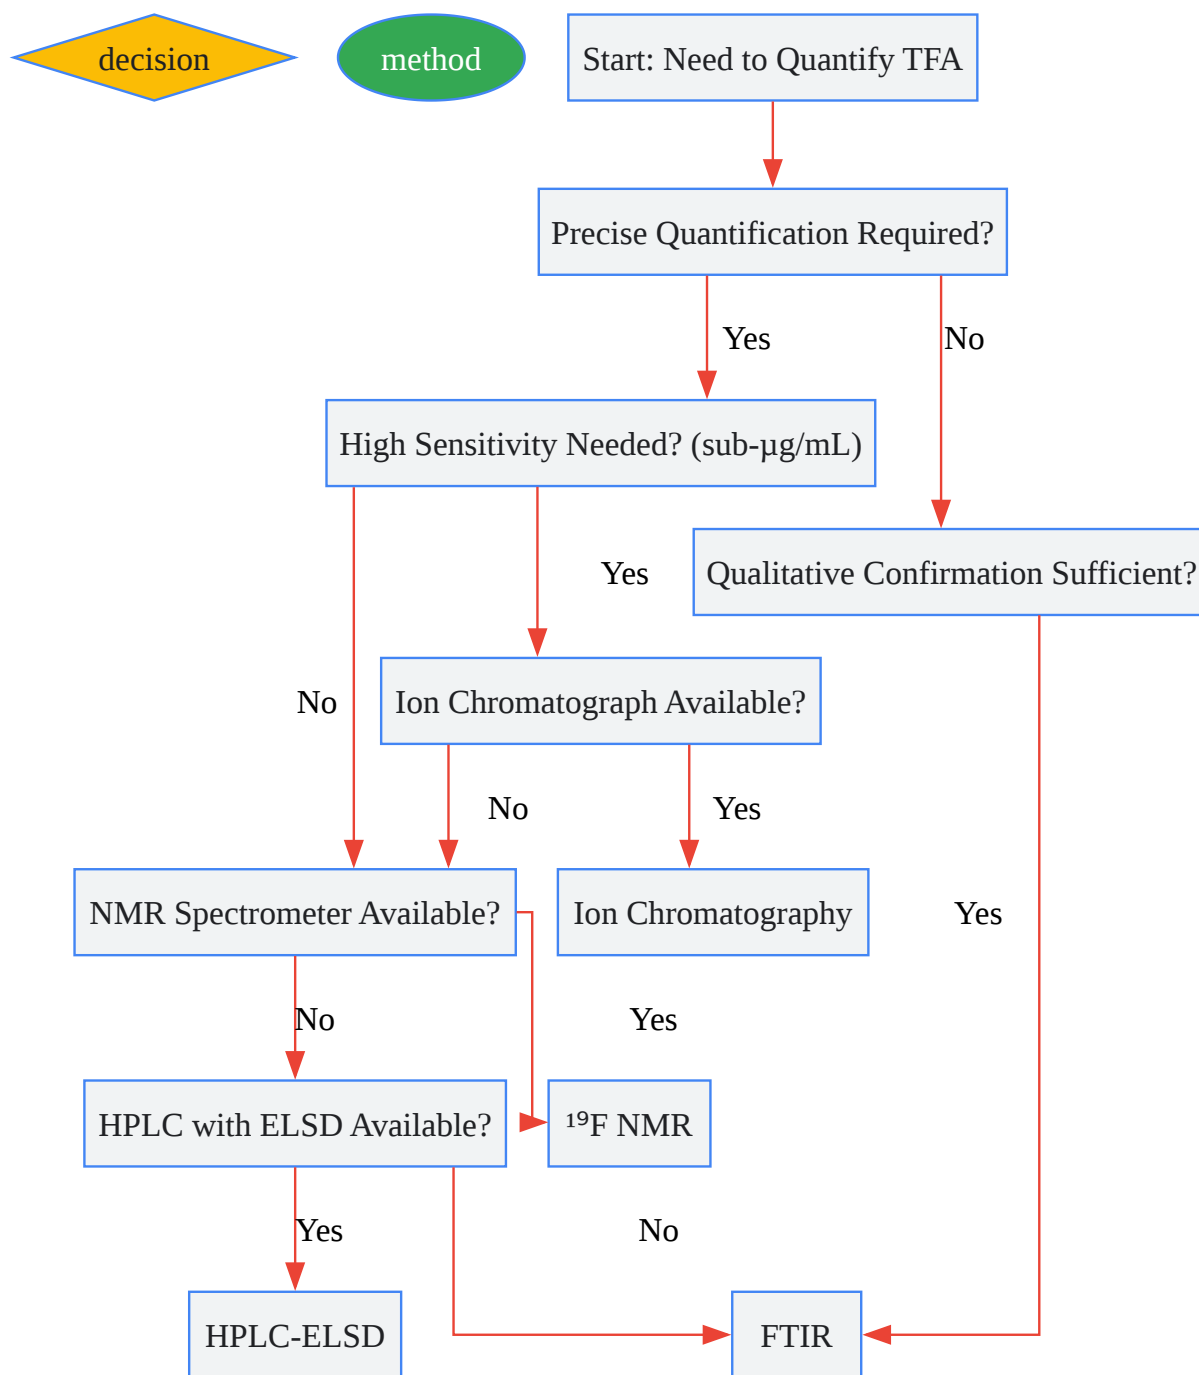 decision
method
Start: Need to Quantify TFA
Precise Quantification Required?
Yes
No
High Sensitivity Needed? (sub-µg/mL)
Yes
Qualitative Confirmation Sufficient?
No
Ion Chromatograph Available?
No
Yes
NMR Spectrometer Available?
Ion Chromatography
Yes
No
Yes
HPLC with ELSD Available?
¹⁹F NMR
Yes
No
HPLC-ELSD
FTIR